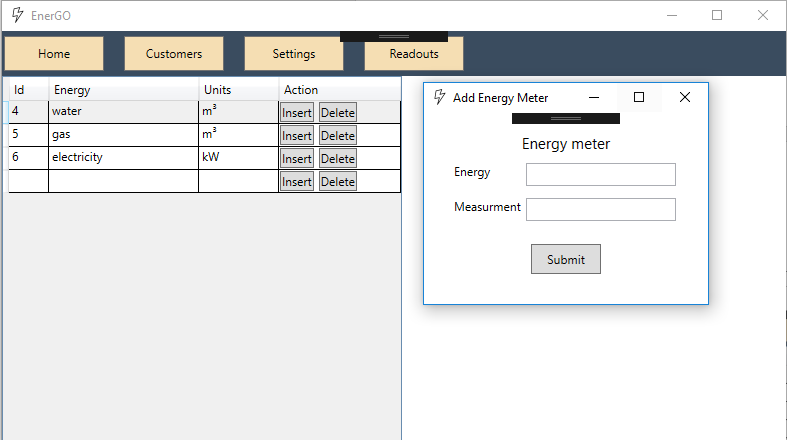 EnerGO
Home Customers Settings Readouts
Id Energy Units Action
4 water m³ Insert Delete
5 gas m³ Insert Delete
6 electricity kW Insert Delete
Insert Delete
Add Energy Meter
Energy meter
Energy
Measurment
Submit